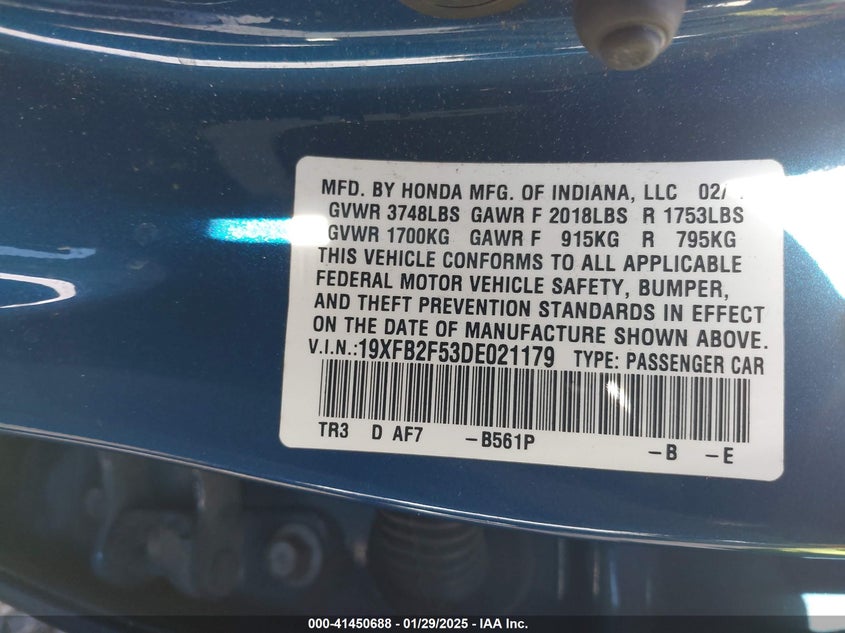 MFD. BY HONDA MFG. OF INDIANA, LLC 02/
GVWR 3748LBS GAWR F 2018LBS R 1753LBS
GVWR 1700KG GAWR F 915KG R 795KG
THIS VEHICLE CONFORMS TO ALL APPLICABLE
FEDERAL MOTOR VEHICLE SAFETY, BUMPER,
AND THEFT PREVENTION STANDARDS IN EFFECT
ON THE DATE OF MANUFACTURE SHOWN ABOVE.
V.I.N.: 19XFB2F53DE021179 TYPE: PASSENGER CAR
TR3 D AF7 -B561P -B -E
000-41450688 - 01/29/2025 - IAA Inc.